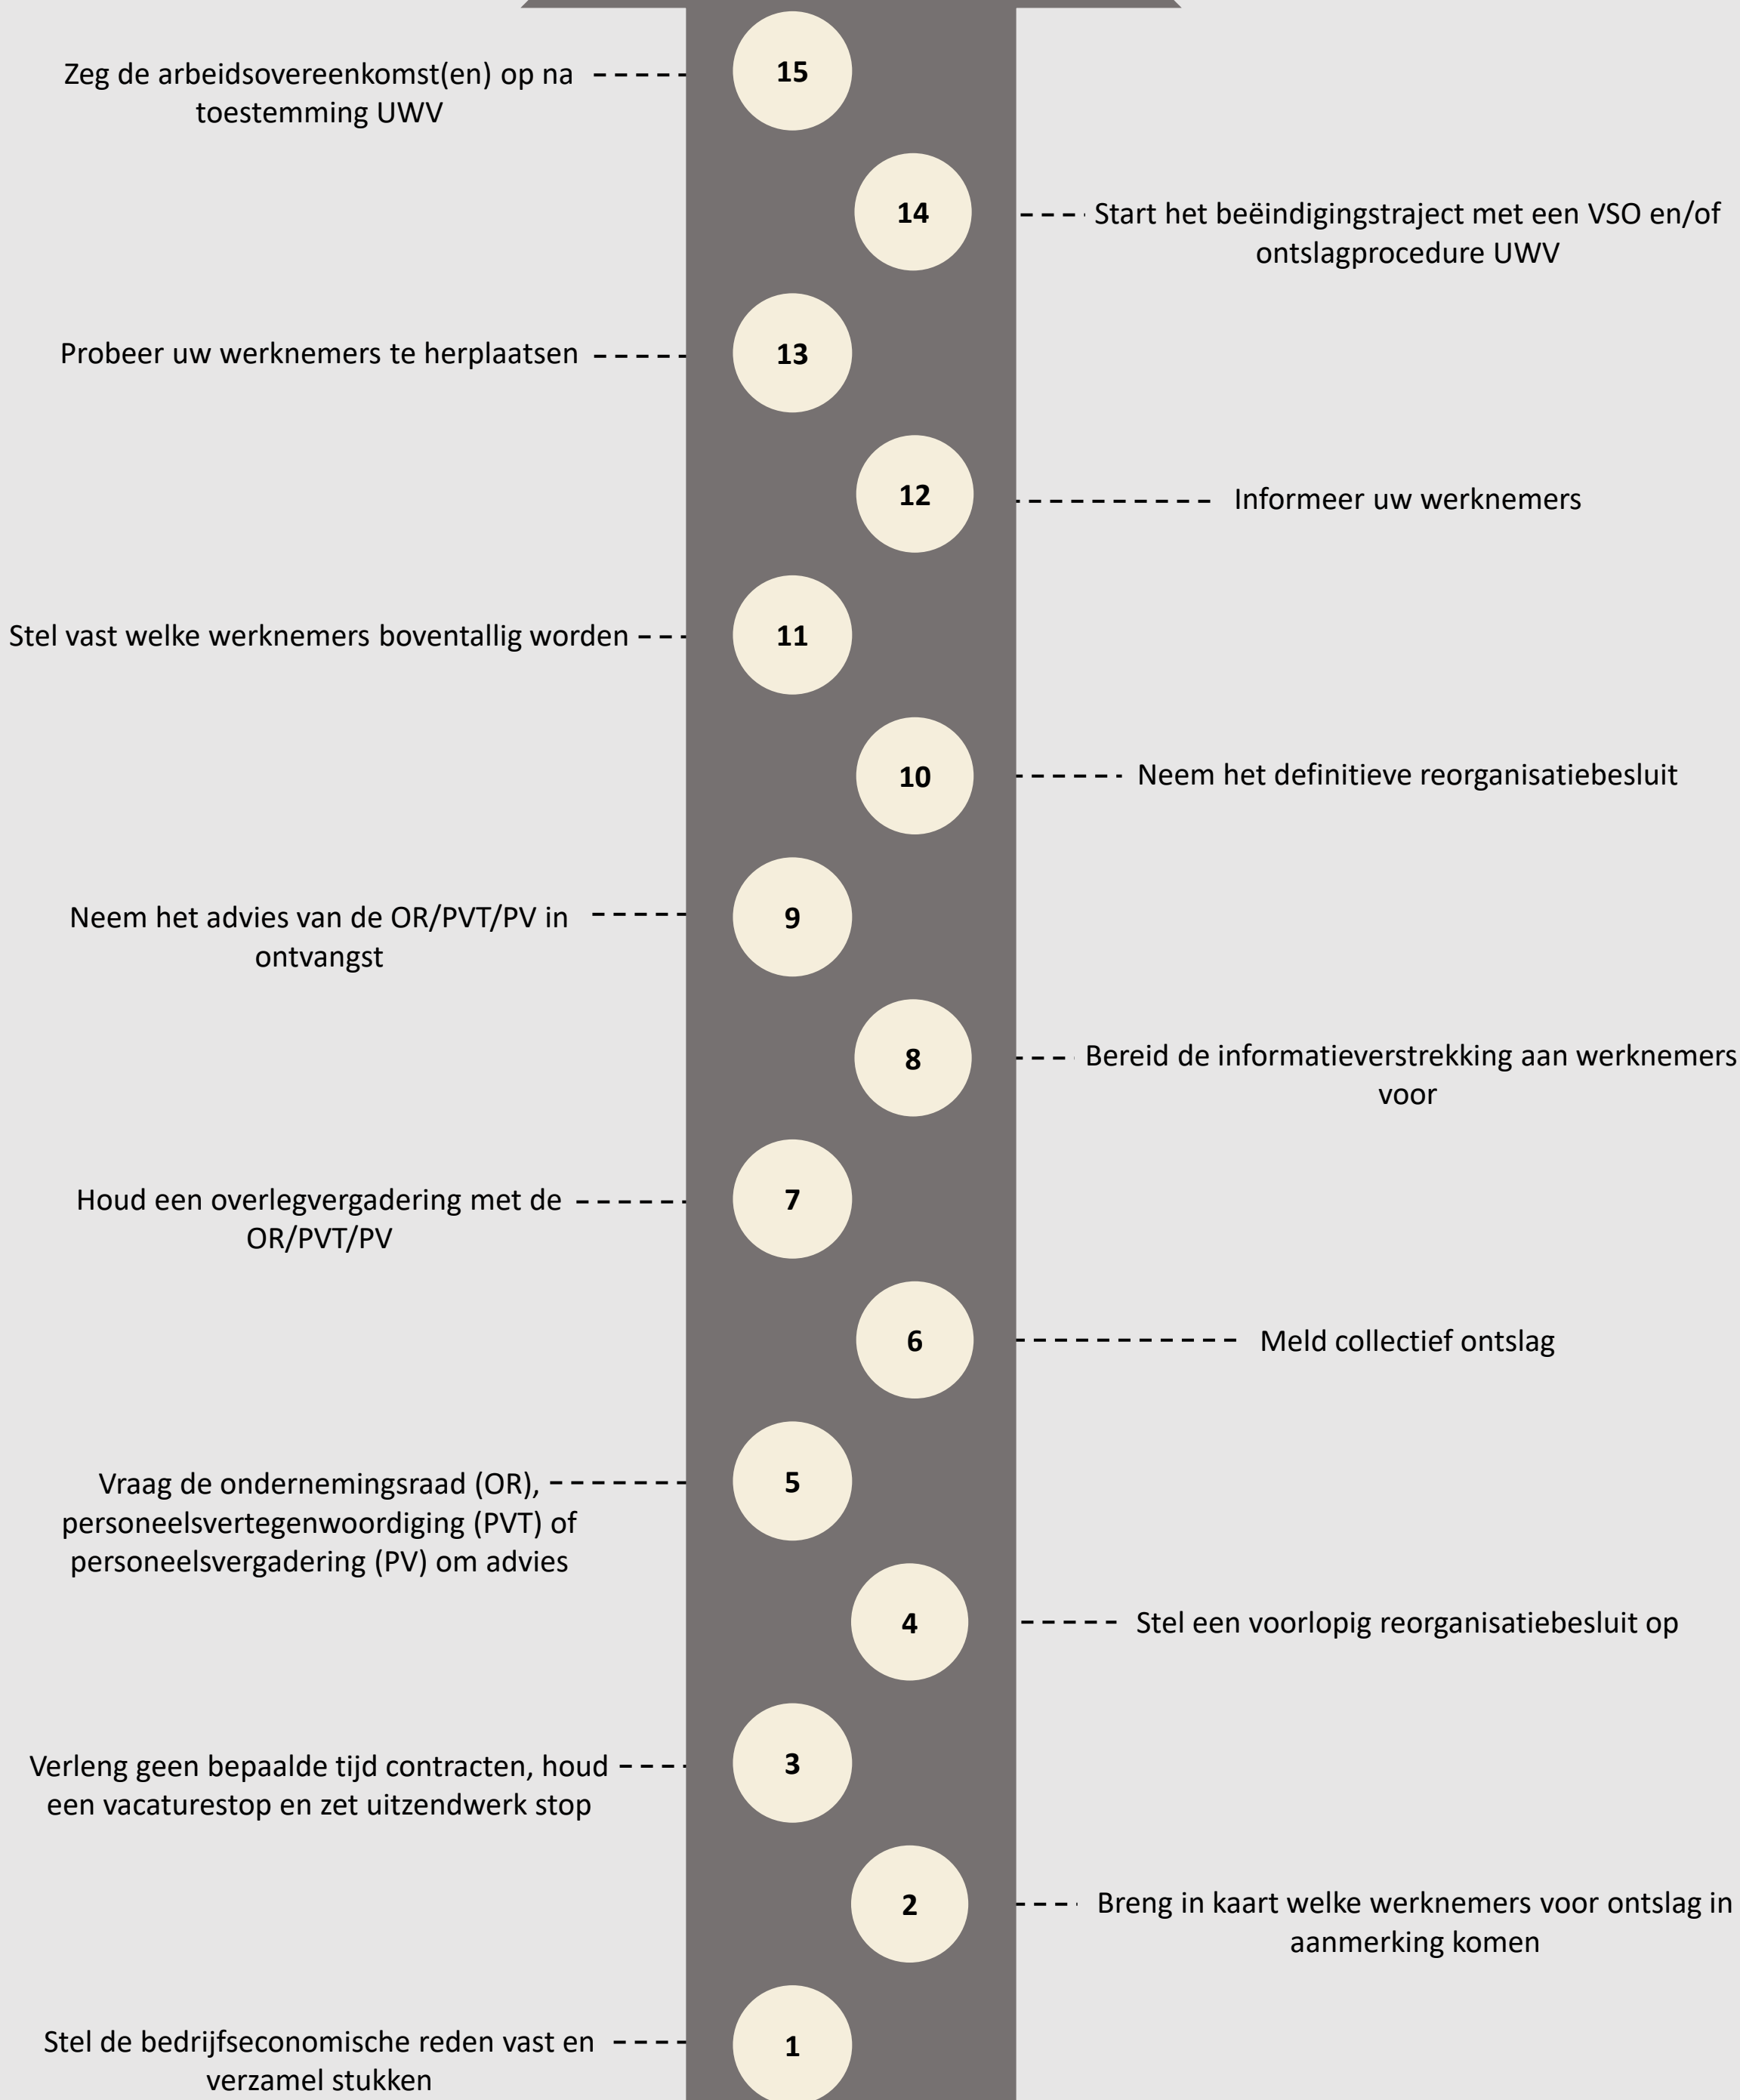 Zeg de arbeidsovereenkomst(en) op na
toestemming UWV
15
14
Start het beëindigingstraject met een VSO en/of
ontslagprocedure UWV
Probeer uw werknemers te herplaatsen
13
12
Informeer uw werknemers
Stel vast welke werknemers boventallig worden
11
10
Neem het definitieve reorganisatiebesluit
Neem het advies van de OR/PVT/PV in
ontvangst
9
8
Bereid de informatieverstrekking aan werknemers
voor
Houd een overlegvergadering met de
OR/PVT/PV
7
6
Meld collectief ontslag
Vraag de ondernemingsraad (OR),
personeelsvertegenwoordiging (PVT) of
personeelsvergadering (PV) om advies
5
4
Stel een voorlopig reorganisatiebesluit op
Verleng geen bepaalde tijd contracten, houd
een vacaturestop en zet uitzendwerk stop
3
2
Breng in kaart welke werknemers voor ontslag in
aanmerking komen
Stel de bedrijfseconomische reden vast en
verzamel stukken
1